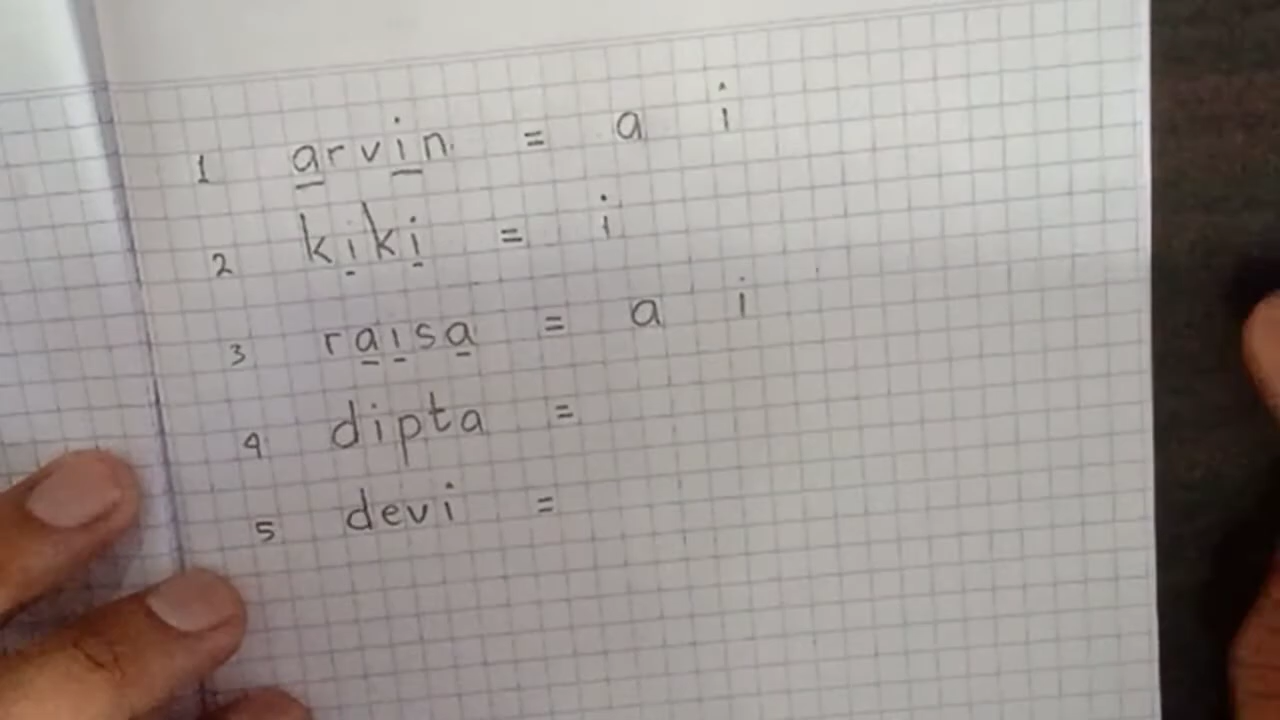 1 arvin = a i
2 kiki = i
3 raisa = a i
4 dipta =
5 devi =